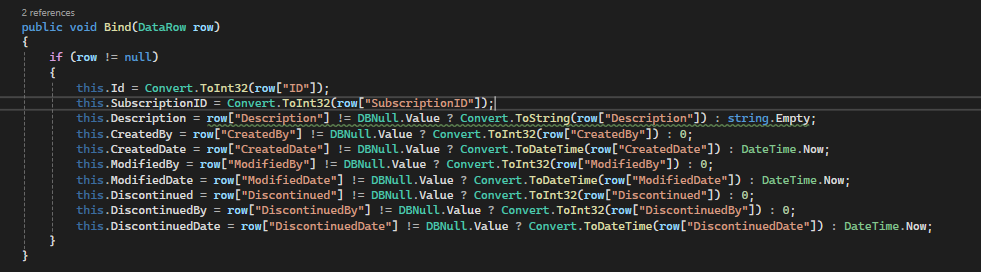 2 references
public void Bind(DataRow row)
{
if (row != null)
{
this.Id = Convert.ToInt32(row["ID"]);
this.SubscriptionID = Convert.ToInt32(row["SubscriptionID"]);
this.Description = row["Description"] != DBNull.Value ? Convert.ToString(row["Description"]) : string.Empty;
this.CreatedBy = row["CreatedBy"] != DBNull.Value ? Convert.ToInt32(row["CreatedBy"]) : 0;
this.CreatedDate = row["CreatedDate"] != DBNull.Value ? Convert.ToDateTime(row["CreatedDate"]) : DateTime.Now;
this.ModifiedBy = row["ModifiedBy"] != DBNull.Value ? Convert.ToInt32(row["ModifiedBy"]) : 0;
this.ModifiedDate = row["ModifiedDate"] != DBNull.Value ? Convert.ToDateTime(row["ModifiedDate"]) : DateTime.Now;
this.Discontinued = row["Discontinued"] != DBNull.Value ? Convert.ToInt32(row["Discontinued"]) : 0;
this.DiscontinuedBy = row["DiscontinuedBy"] != DBNull.Value ? Convert.ToInt32(row["DiscontinuedBy"]) : 0;
this.DiscontinuedDate = row["DiscontinuedDate"] != DBNull.Value ? Convert.ToDateTime(row["DiscontinuedDate"]) : DateTime.Now;
}
}